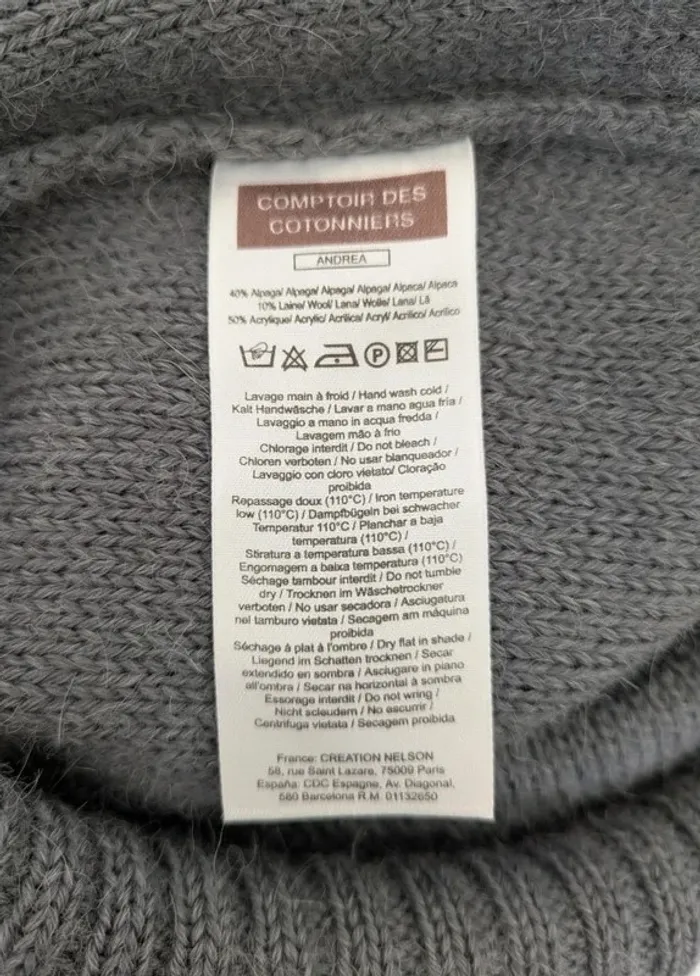 COMPTOIR DES
COTONNIERS
ANDREA
40% Alpaga/ Alpaga/ Alpaga/ Alpaga/ Alpaca/ Alpaca
10% Laine/ Wool/ Lana/ Wolle/ Lana/ Lã
50% Acrylique/ Acrylic/ Acrilica/ Acryl/ Acrilico/ Acrílico
P
Lavage main à froid / Hand wash cold /
Kalt Handwäsche / Lavar a mano agua fria /
Lavaggio a mano in acqua fredda /
Lavagem mão à frio
Chlorage interdit / Do not bleach /
Chloren verboten / No usar blanqueador /
Lavaggio con cloro vietato/ Cloração
proibida
Repassage doux (110°C) / Iron temperature
low (110°C) / Dampfbügeln bei schwacher
Temperatur 110°C / Planchar a baja
temperatura (110°C) /
Stiratura a temperatura bassa (110°C) /
Engomagem a baixa temperatura (110°C)
Séchage tambour interdit / Do not tumble
dry / Trocknen im Wäschetrockner
verboten / No usar secadora / Asciugatura
nel tamburo vietata / Secagem am máquina
proibida
Séchage à plat à l'ombre / Dry flat in shade /
Liegend im Schatten trocknen / Secar
extendido en sombra / Asciugare in piano
all'ombra / Secar na horizontal à sombra
Essorage interdit / Do not wring /
Nicht scleudern / No escurrir /
Centrifuga vietata / Secagem proibida
France: CREATION NELSON
58, rue Saint Lazare, 75009 Paris
España: CDC Espagne, Av. Diagonal,
560 Barcelona R.M. 01132650